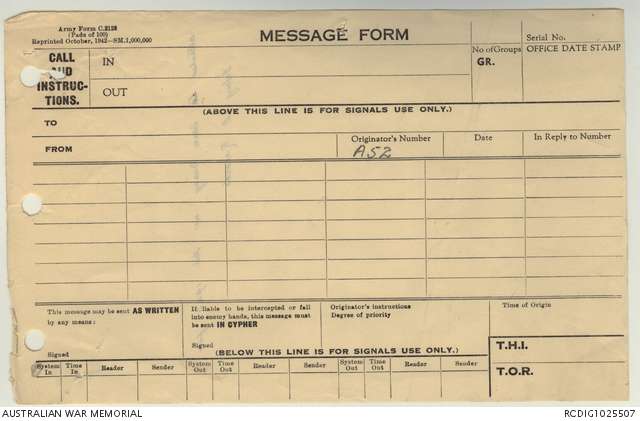 Army Form C.2128
(Pads of 100)
Reprinted October, 1942—SM.1,000,000
MESSAGE FORM
Serial No.
CALL AND INSTRUC-TIONS.
IN
OUT
No of Groups
GR.
OFFICE DATE STAMP
(ABOVE THIS LINE IS FOR SIGNALS USE ONLY.)
TO
FROM
Originator's Number
Date
In Reply to Number
A52
This message may be sent AS WRITTEN
by any means:
Signed
If liable to be intercepted or fall
into enemy hands, this message must
be sent IN CYPHER
Signed
Originator's instructions
Degree of priority
Time of Origin
T.H.I.
T.O.R.
(BELOW THIS LINE IS FOR SIGNALS USE ONLY.)
System In Time In Reader Sender System Out Time Out Reader Sender System Out Time Out Reader Sender
AUSTRALIAN WAR MEMORIAL
RCDIG1025507